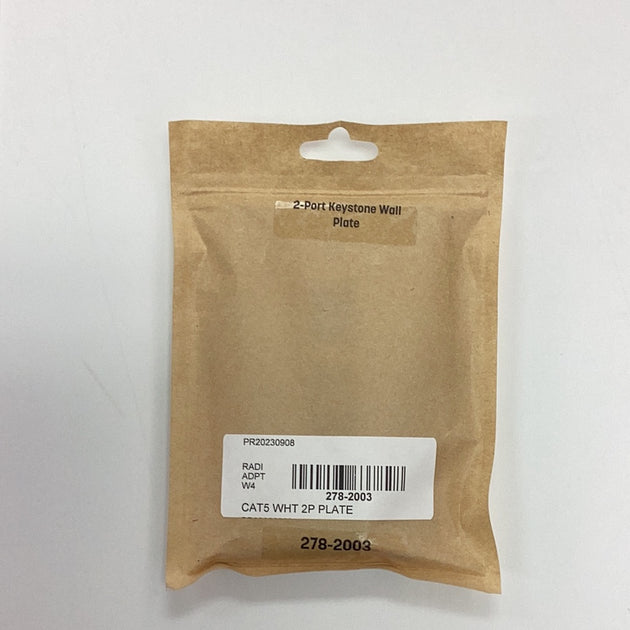 2-Port Keystone Wall
Plate
PR20230908
RADI
ADPT
W4
278-2003
CAT5 WHT 2P PLATE
278-2003